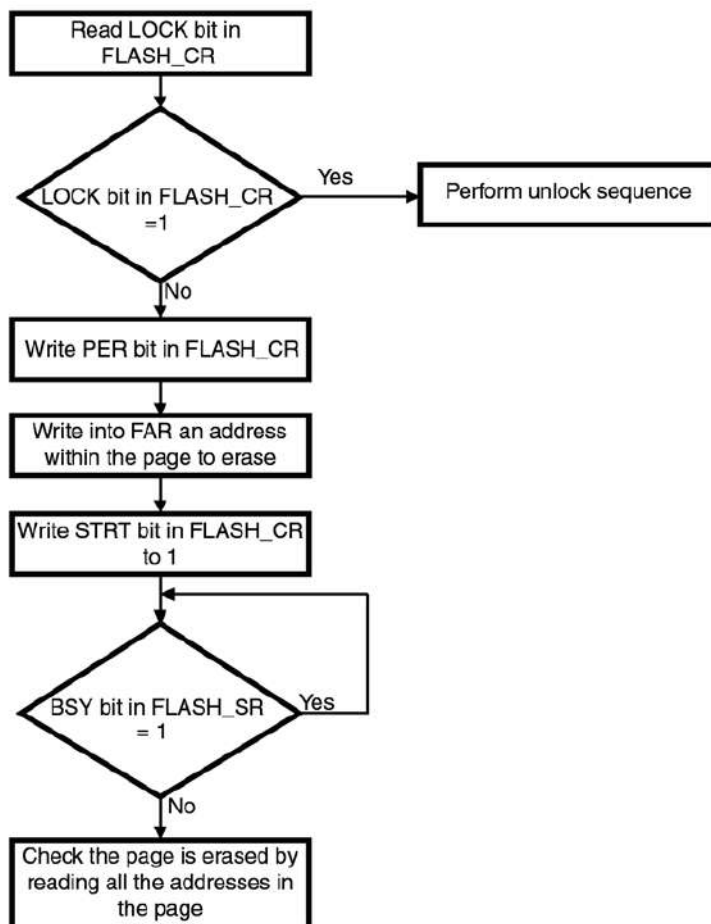 Read LOCK bit in
FLASH_CR
LOCK bit in FLASH_CR
=1
Yes
Perform unlock sequence
No
Write PER bit in FLASH_CR
Write into FAR an address
within the page to erase
Write STRT bit in FLASH_CR
to 1
BSY bit in FLASH_SR
= 1
Yes
No
Check the page is erased by
reading all the addresses in
the page